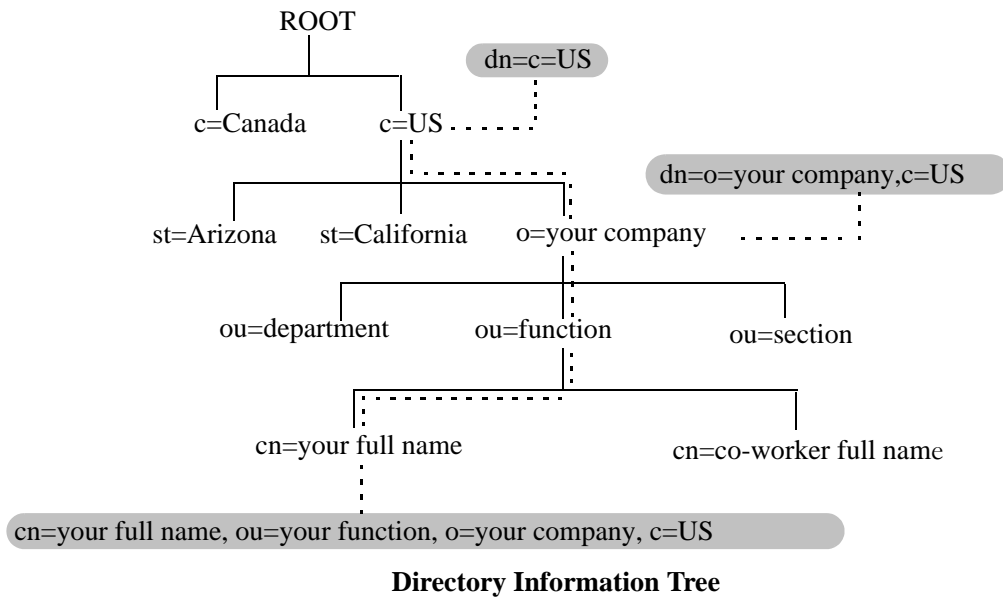 ROOT
dn=c=US
c=Canada
c=US
dn=o=your company,c=US
st=Arizona
st=California
o=your company
ou=department
ou=function
ou=section
cn=your full name
cn=co-worker full name
cn=your full name, ou=your function, o=your company, c=US
Directory Information Tree